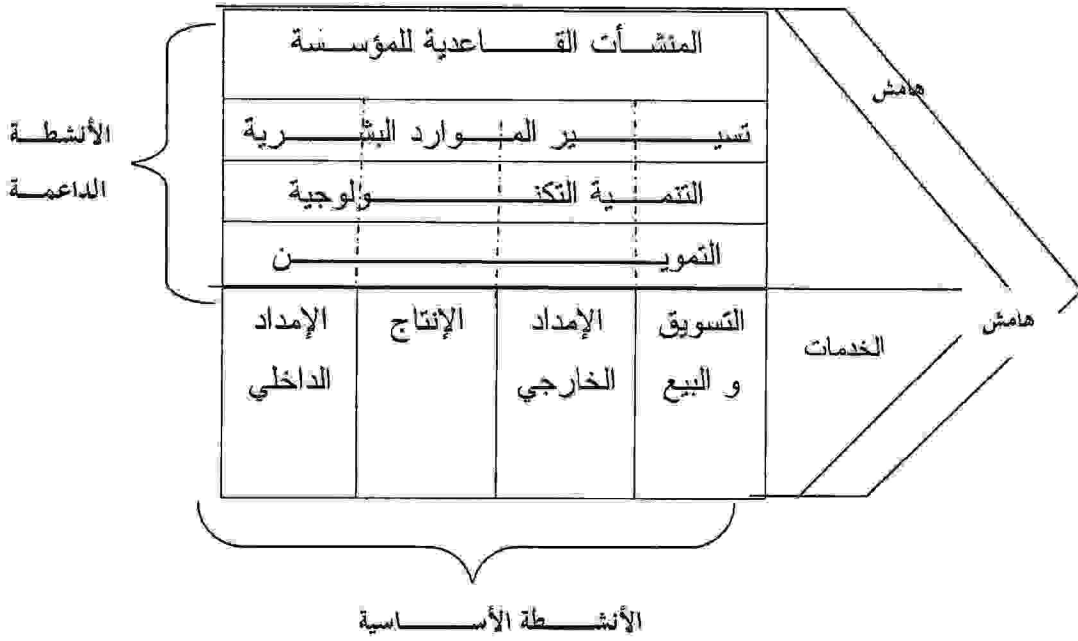 المنشأت القاعدية للمؤسسة
هامش
تسيير الموارد البشرية
الأنشطة
الداعمة
التنمية التكنولوجية
التموين
الإمداد
الداخلي
الإنتاج
الإمداد
الخارجي
التسويق
و البيع
الخدمات
هامش
الأنشطة الأساسية